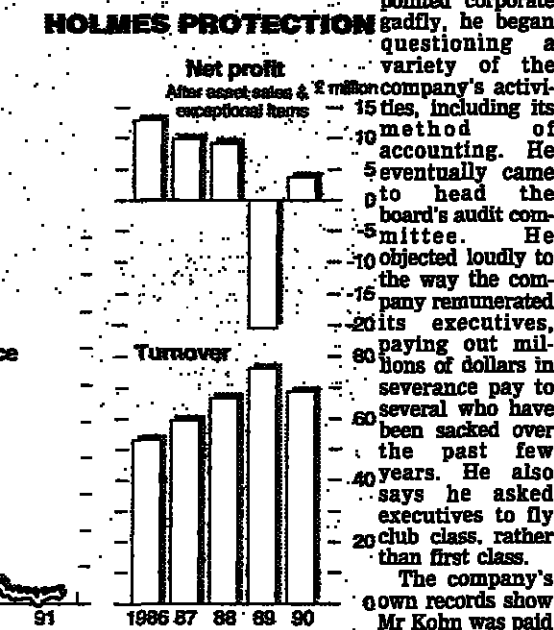 HOLMES PROTECTION
Net profit
After asset sales &
exceptional items
£ million
15
10
5
0
-5
-10
-15
-20
Turnover
80
60
40
20
0
1986 87 88 89 90
ce
91
pointed corporate
gadfly, he began
questioning a
variety of the
company's activi-
ties, including its
method of
accounting. He
eventually came
to head the
board's audit com-
mittee. He
objected loudly to
the way the com-
pany remunerated
its executives,
paying out mil-
lions of dollars in
severance pay to
several who have
been sacked over
the past few
years. He also
says he asked
executives to fly
club class, rather
than first class.
The company's
own records show
Mr Kohn was paid